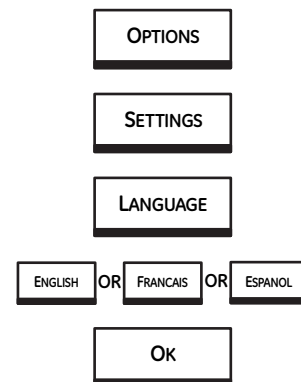 OPTIONS
SETTINGS
LANGUAGE
ENGLISH OR FRANCAIS OR ESPANOL
OK